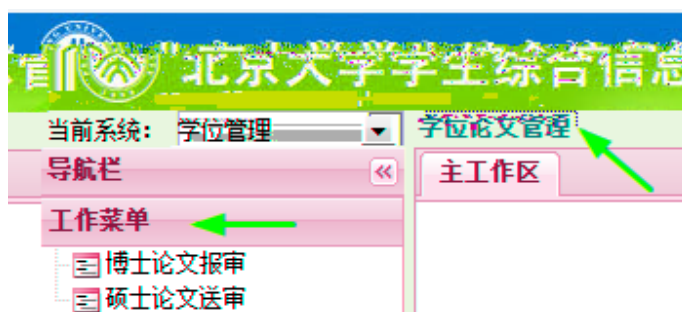 北京大学学生综合信息
当前系统： 学位管理 学位论文管理
导航栏 主工作区
工作菜单
博士论文报审
硕士论文送审